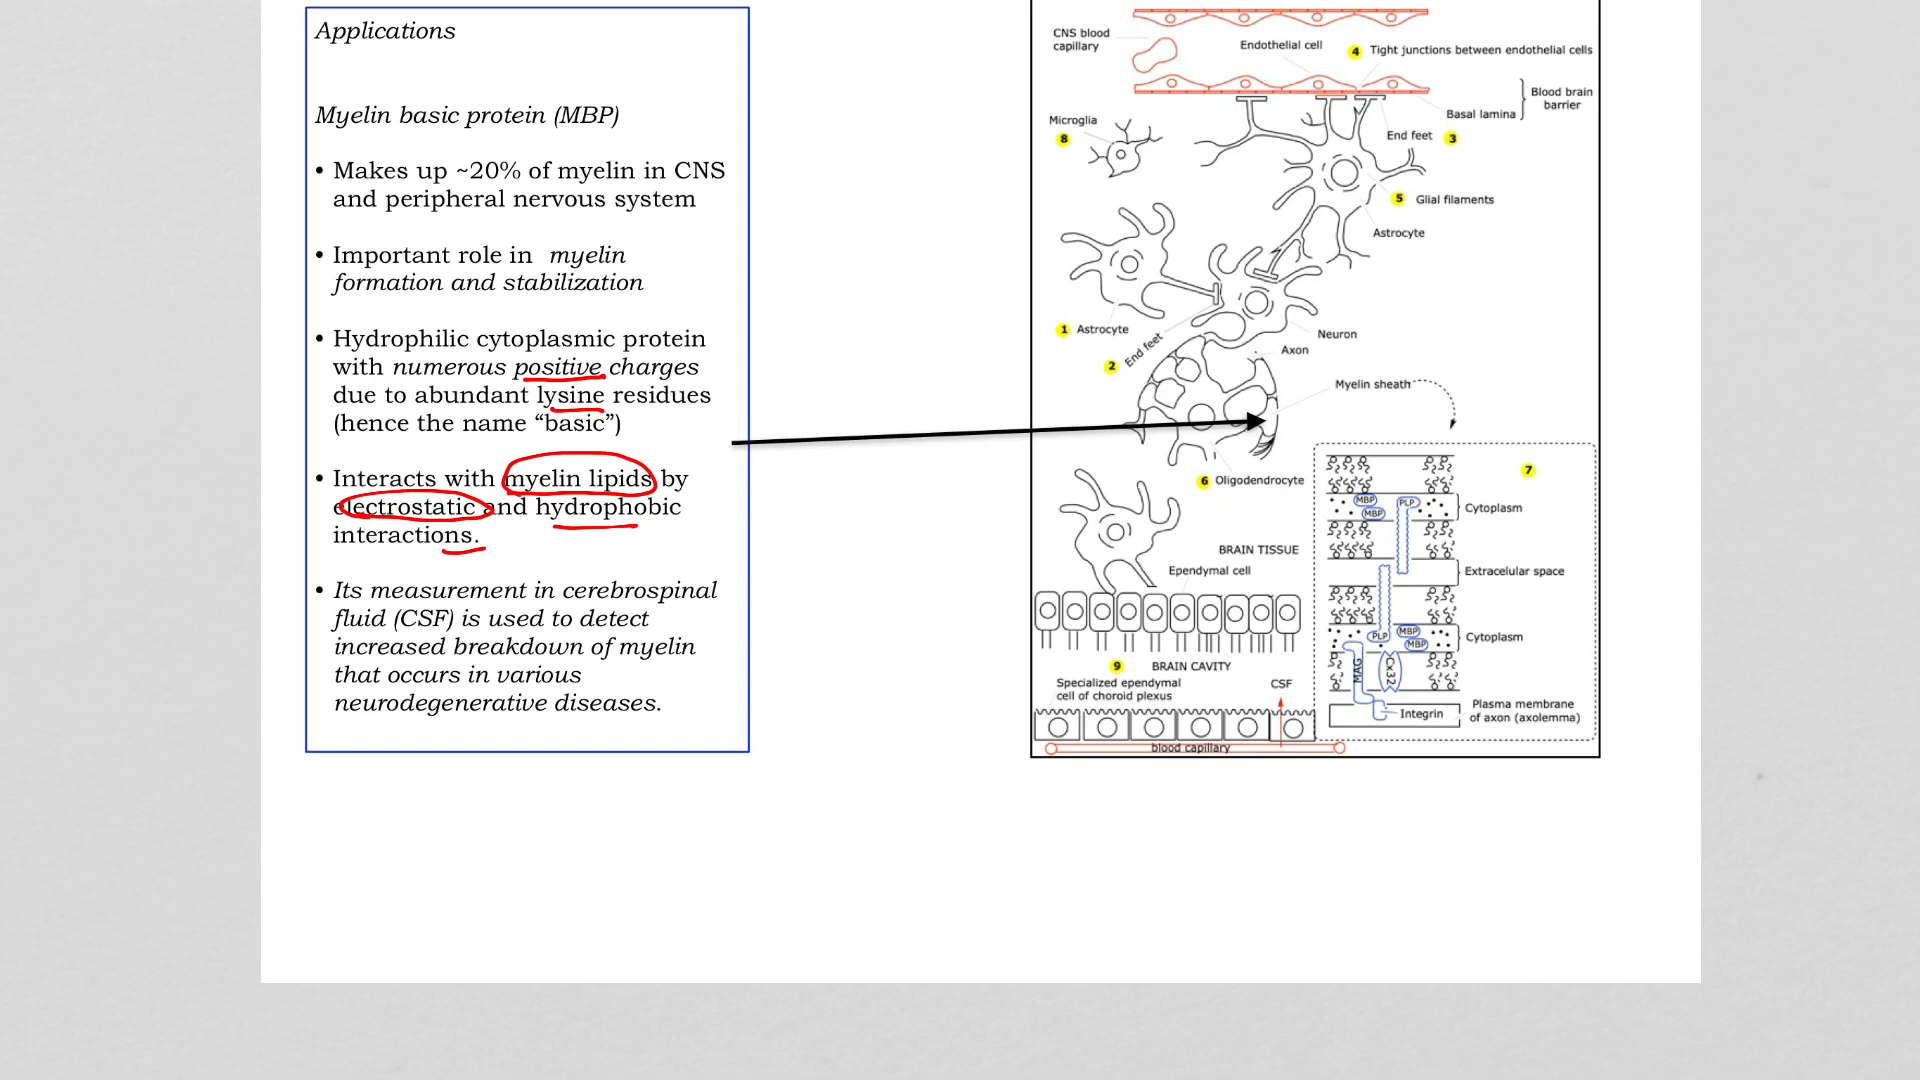 Applications
Myelin basic protein (MBP)
• Makes up ~20% of myelin in CNS
and peripheral nervous system
• Important role in myelin
formation and stabilization
• Hydrophilic cytoplasmic protein
with numerous positive charges
due to abundant lysine residues
(hence the name “basic”)
• Interacts with myelin lipids by
electrostatic and hydrophobic
interactions.
• Its measurement in cerebrospinal
fluid (CSF) is used to detect
increased breakdown of myelin
that occurs in various
neurodegenerative diseases.
CNS blood
capillary
Endothelial cell
4 Tight junctions between endothelial cells
Blood brain
barrier
Basal lamina
Microglia
8
End feet 3
5 Glial filaments
Astrocyte
1 Astrocyte
2 End feet
Neuron
Axon
Myelin sheath
6 Oligodendrocyte
7
MBP
MBP
PLP
Cytoplasm
BRAIN TISSUE
Ependymal cell
Extracelular space
PLP
MBP
MBP
Cytoplasm
MAG
Cx32
9 BRAIN CAVITY
Specialized ependymal
cell of choroid plexus
CSF
Integrin
Plasma membrane
of axon (axolemma)
blood capillary